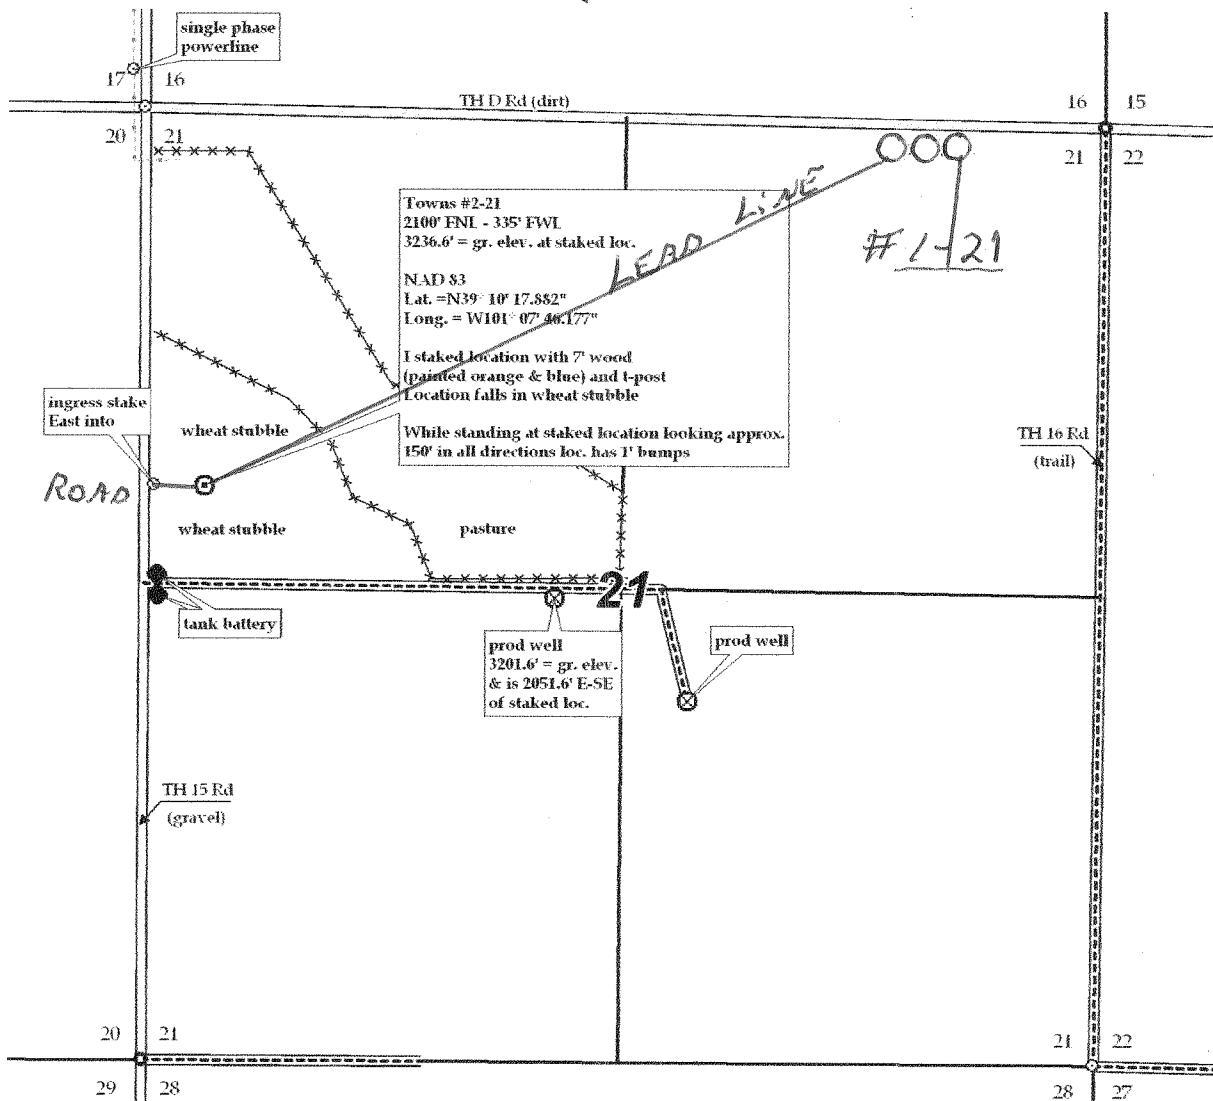 single phase
powerline
17 16
TH D Rd (dirt)
16 15
20 21
21 22
Towns #2-21
2100' FNL - 335' FWL
3236.6' = gr. elev. at staked loc.
NAD 83
Lat. =N39° 10' 17.882"
Long. = W101° 07' 46.177"
I staked location with 7' wood
(painted orange & blue) and t-post
Location falls in wheat stubble
While standing at staked location looking approx.
150' in all directions loc. has 1' bumps
LEAD LINE
#1-21
ingress stake
East into
wheat stubble
ROAD
wheat stubble
pasture
TH 16 Rd
(trail)
21
tank battery
prod well
3201.6' = gr. elev.
& is 2051.6' E-SE
of staked loc.
prod well
TH 15 Rd
(gravel)
20 21
21 22
29 28
28 27